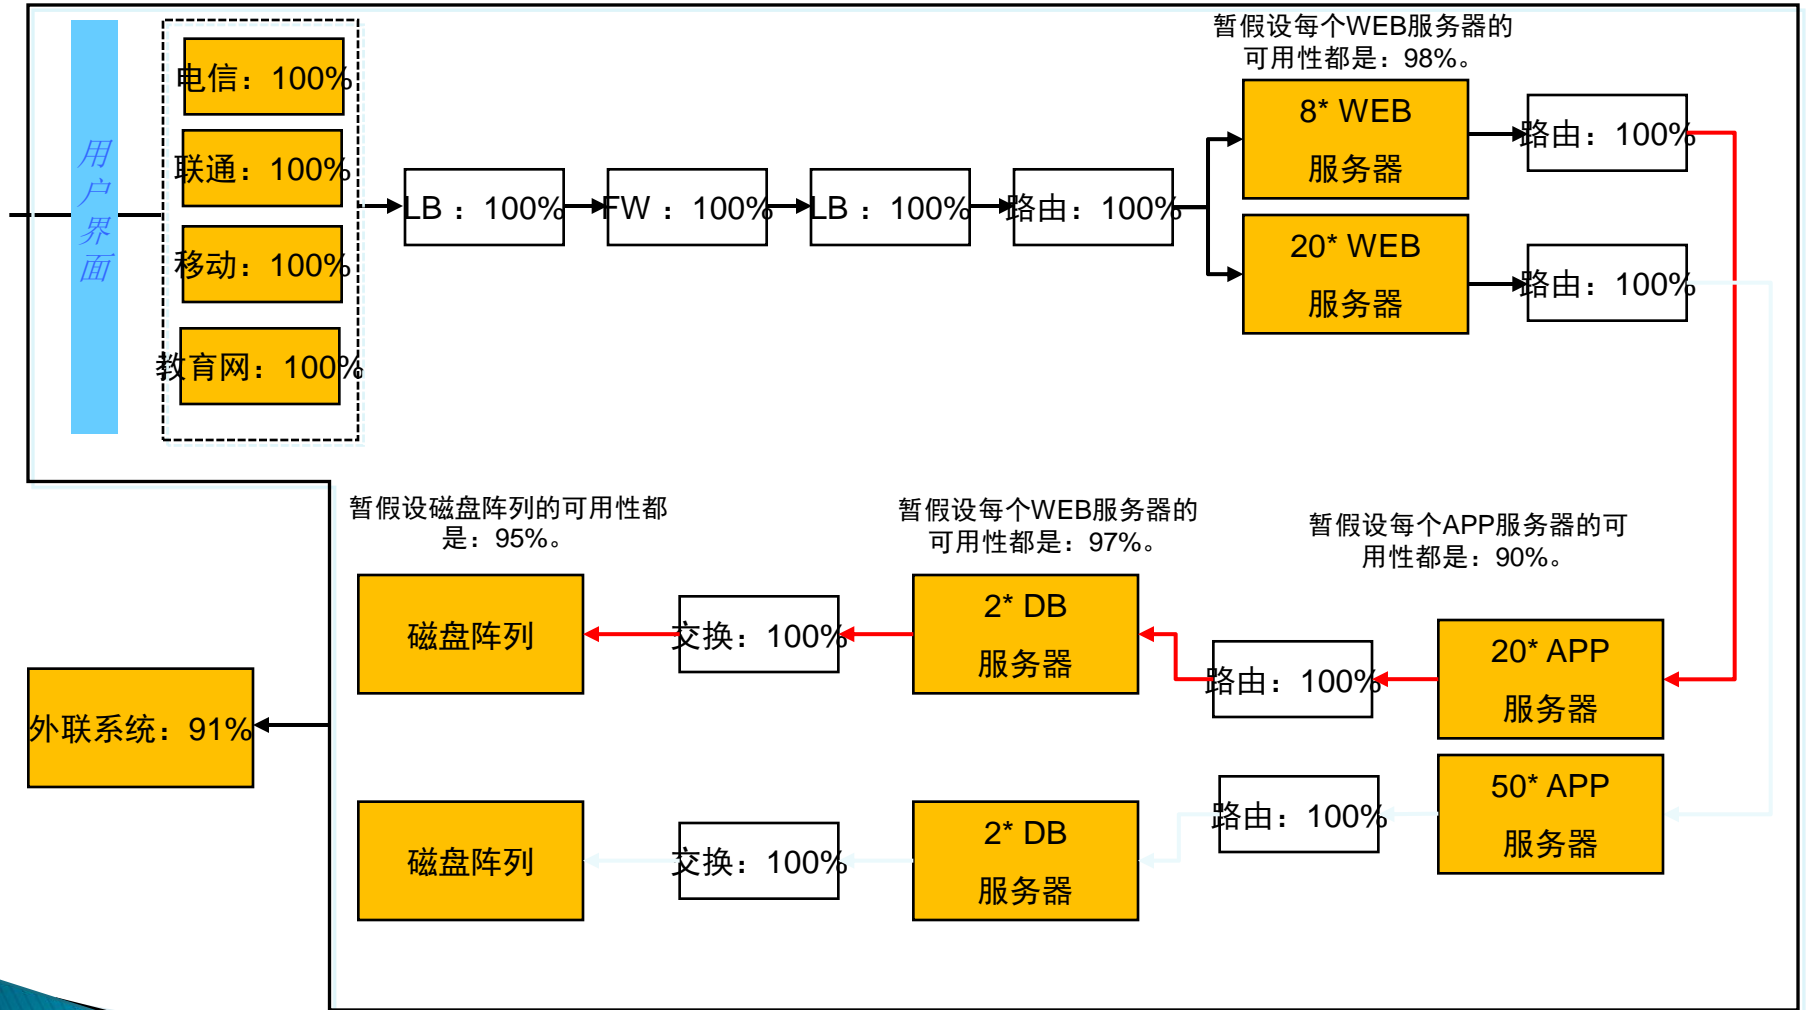 用
户
界
面
电信：100%
联通：100%
移动：100%
教育网：100%
LB ：100%
FW ：100%
LB ：100%
路由：100%
暂假设每个WEB服务器的
可用性都是：98%。
8* WEB
服务器
20* WEB
服务器
路由：100%
路由：100%
暂假设磁盘阵列的可用性都
是：95%。
暂假设每个WEB服务器的
可用性都是：97%。
暂假设每个APP服务器的可
用性都是：90%。
磁盘阵列
交换：100%
2* DB
服务器
路由：100%
20* APP
服务器
外联系统：91%
磁盘阵列
交换：100%
2* DB
服务器
路由：100%
50* APP
服务器